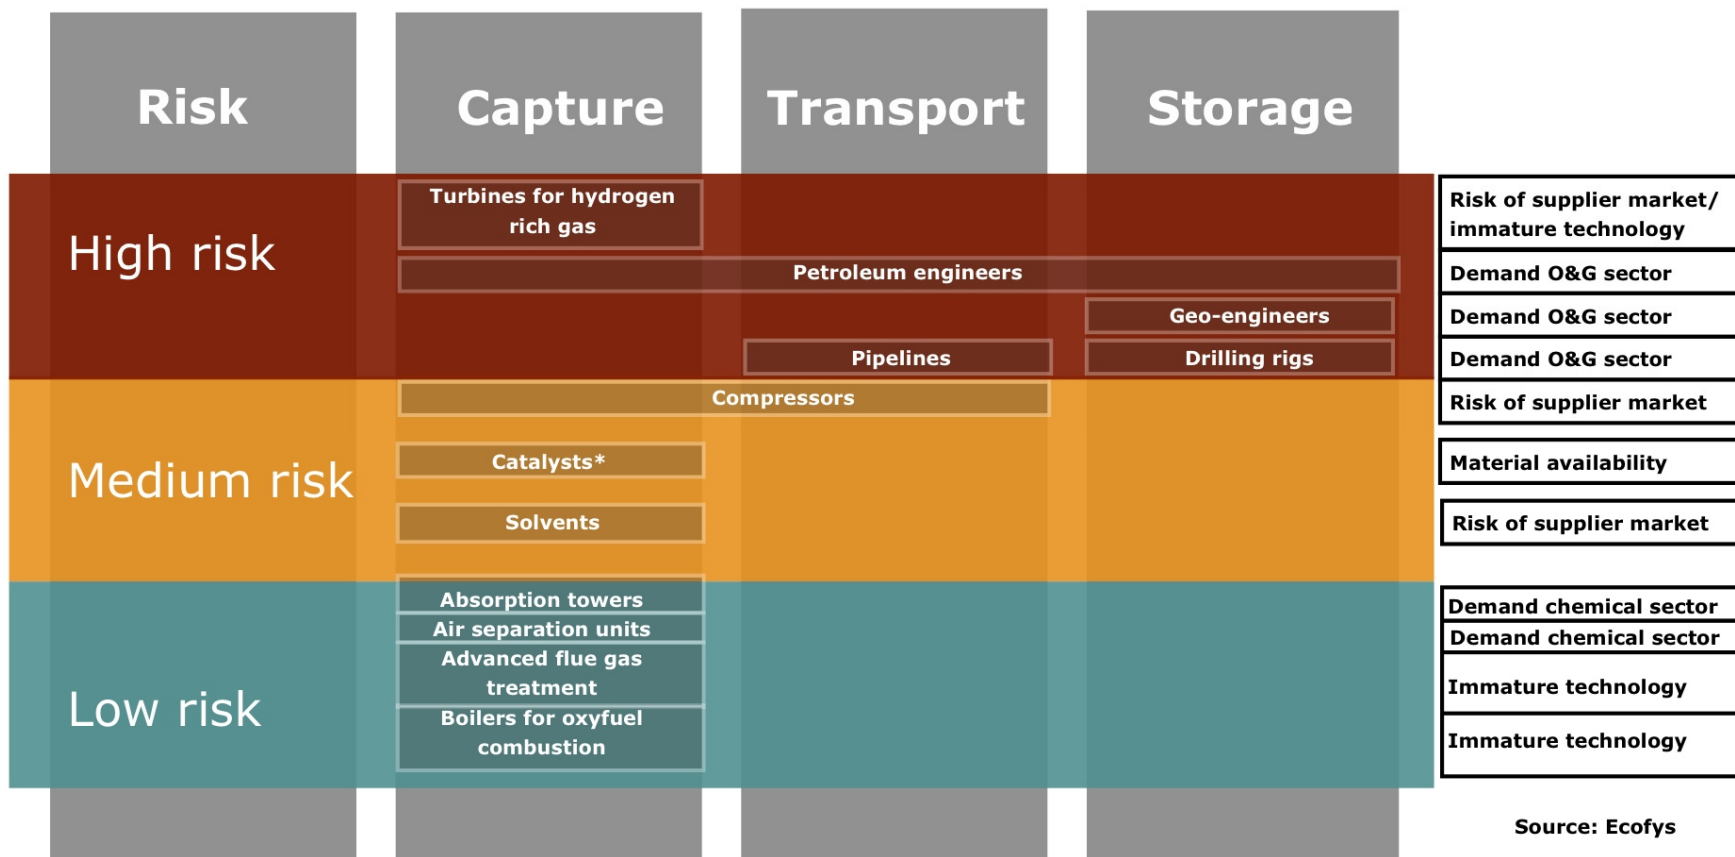 Risk Capture Transport Storage
High risk
Turbines for hydrogen
rich gas
Risk of supplier market/
immature technology
Petroleum engineers
Demand O&G sector
Geo-engineers
Demand O&G sector
Pipelines
Drilling rigs
Demand O&G sector
Medium risk
Compressors
Risk of supplier market
Catalysts*
Material availability
Solvents
Risk of supplier market
Low risk
Absorption towers
Demand chemical sector
Air separation units
Demand chemical sector
Advanced flue gas
treatment
Immature technology
Boilers for oxyfuel
combustion
Immature technology
Source: Ecofys